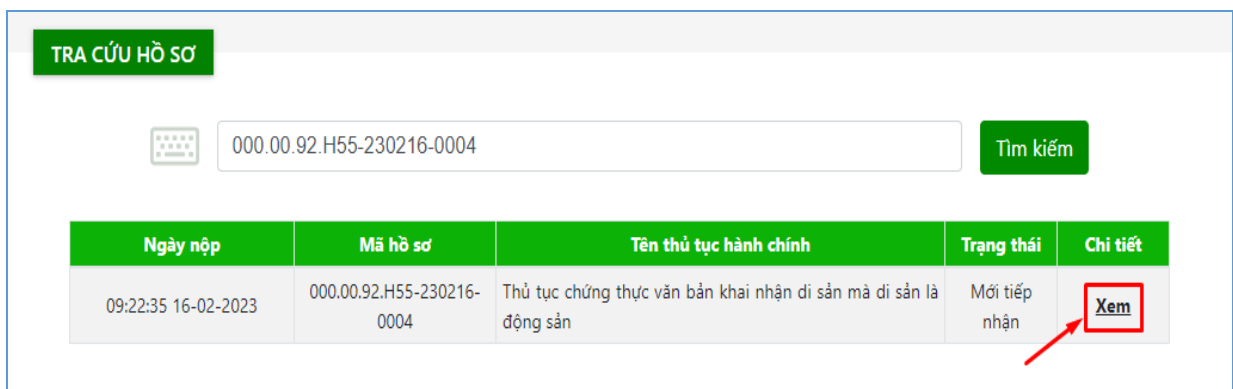 TRA CỨU HỒ SƠ
000.00.92.H55-230216-0004
Tìm kiếm
Ngày nộp Mã hồ sơ Tên thủ tục hành chính Trạng thái Chi tiết
09:22:35 16-02-2023 000.00.92.H55-230216- Thủ tục chứng thực văn bản khai nhận di sản mà di sản là Mới tiếp Xem
0004 động sản nhận